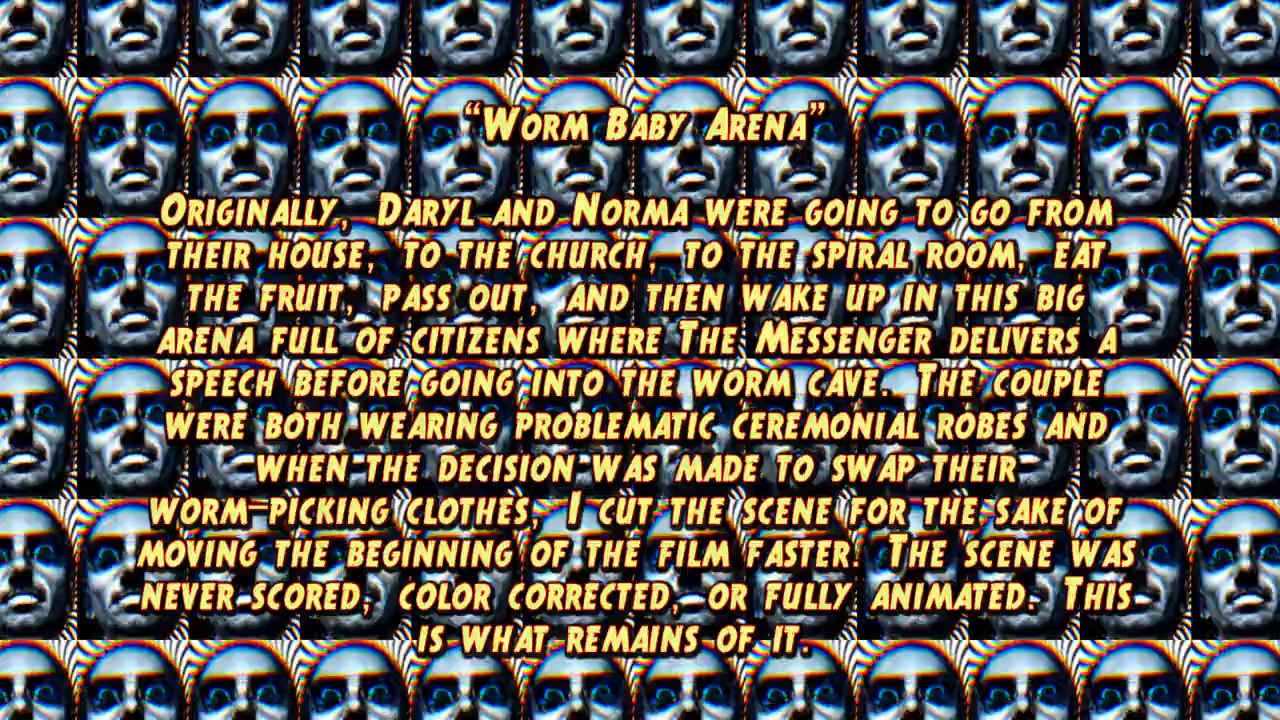 “Worm Baby Arena”
Originally, Daryl and Norma were going to go from
their house, to the church, to the spiral room, eat
the fruit, pass out, and then wake up in this big
arena full of citizens where The Messenger delivers a
speech before going into the worm cave. The couple
were both wearing problematic ceremonial robes and
when the decision was made to swap their
worm-picking clothes, I cut the scene for the sake of
moving the beginning of the film faster. The scene was
never scored, color corrected, or fully animated. This
is what remains of it.